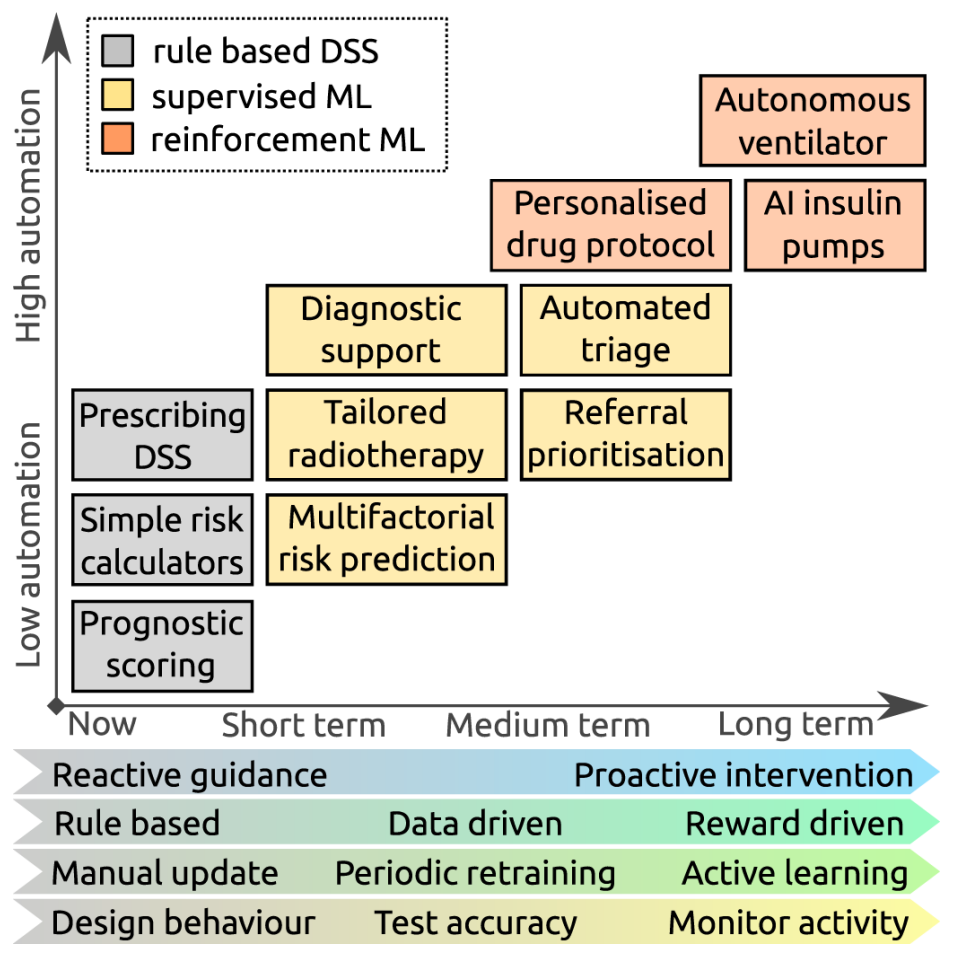 rule based DSS
supervised ML
reinforcement ML
High automation
Low automation
Autonomous
ventilator
Personalised
drug protocol
AI insulin
pumps
Diagnostic
support
Automated
triage
Prescribing
DSS
Tailored
radiotherapy
Referral
prioritisation
Simple risk
calculators
Multifactorial
risk prediction
Prognostic
scoring
Now Short term Medium term Long term
Reactive guidance Proactive intervention
Rule based Data driven Reward driven
Manual update Periodic retraining Active learning
Design behaviour Test accuracy Monitor activity